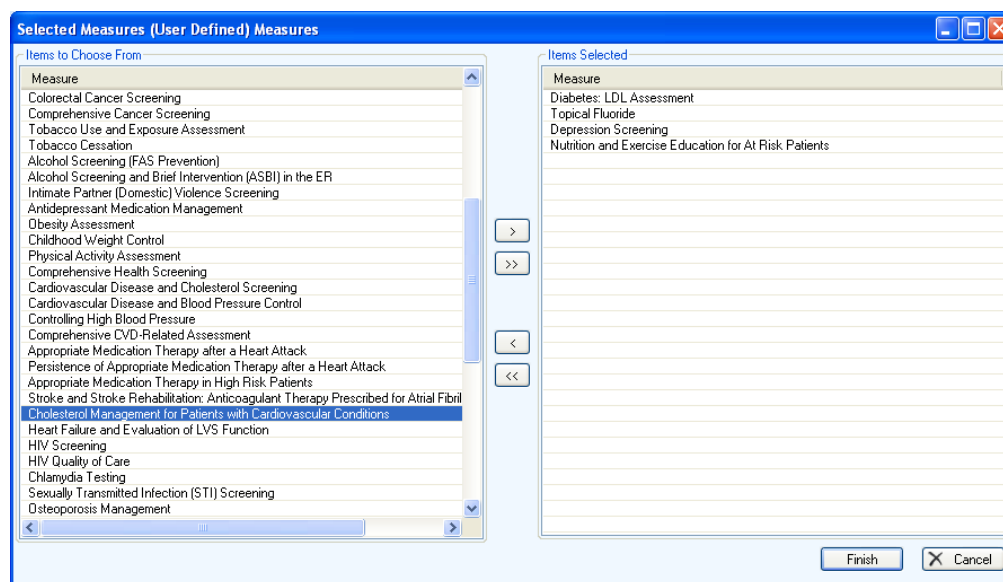 Selected Measures (User Defined) Measures
Items to Choose From
Measure
Colorectal Cancer Screening
Comprehensive Cancer Screening
Tobacco Use and Exposure Assessment
Tobacco Cessation
Alcohol Screening (FAS Prevention)
Alcohol Screening and Brief Intervention (ASBI) in the ER
Intimate Partner (Domestic) Violence Screening
Antidepressant Medication Management
Obesity Assessment
Childhood Weight Control
Physical Activity Assessment
Comprehensive Health Screening
Cardiovascular Disease and Cholesterol Screening
Cardiovascular Disease and Blood Pressure Control
Controlling High Blood Pressure
Comprehensive CVD-Related Assessment
Appropriate Medication Therapy after a Heart Attack
Persistence of Appropriate Medication Therapy after a Heart Attack
Appropriate Medication Therapy in High Risk Patients
Stroke and Stroke Rehabilitation: Anticoagulant Therapy Prescribed for Atrial Fibril
Cholesterol Management for Patients with Cardiovascular Conditions
Heart Failure and Evaluation of LVS Function
HIV Screening
HIV Quality of Care
Chlamydia Testing
Sexually Transmitted Infection (STI) Screening
Osteoporosis Management
>
>>
<
<<
Items Selected
Measure
Diabetes: LDL Assessment
Topical Fluoride
Depression Screening
Nutrition and Exercise Education for At Risk Patients
Finish
Cancel